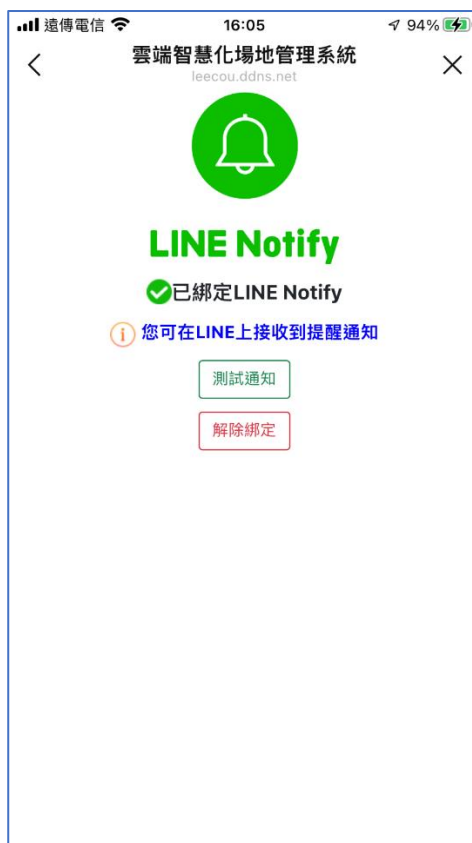 遠傳電信 16:05 94%
雲端智慧化場地管理系統
leecou.ddns.net
LINE Notify
已綁定LINE Notify
i 您可在LINE上接收到提醒通知
測試通知
解除綁定